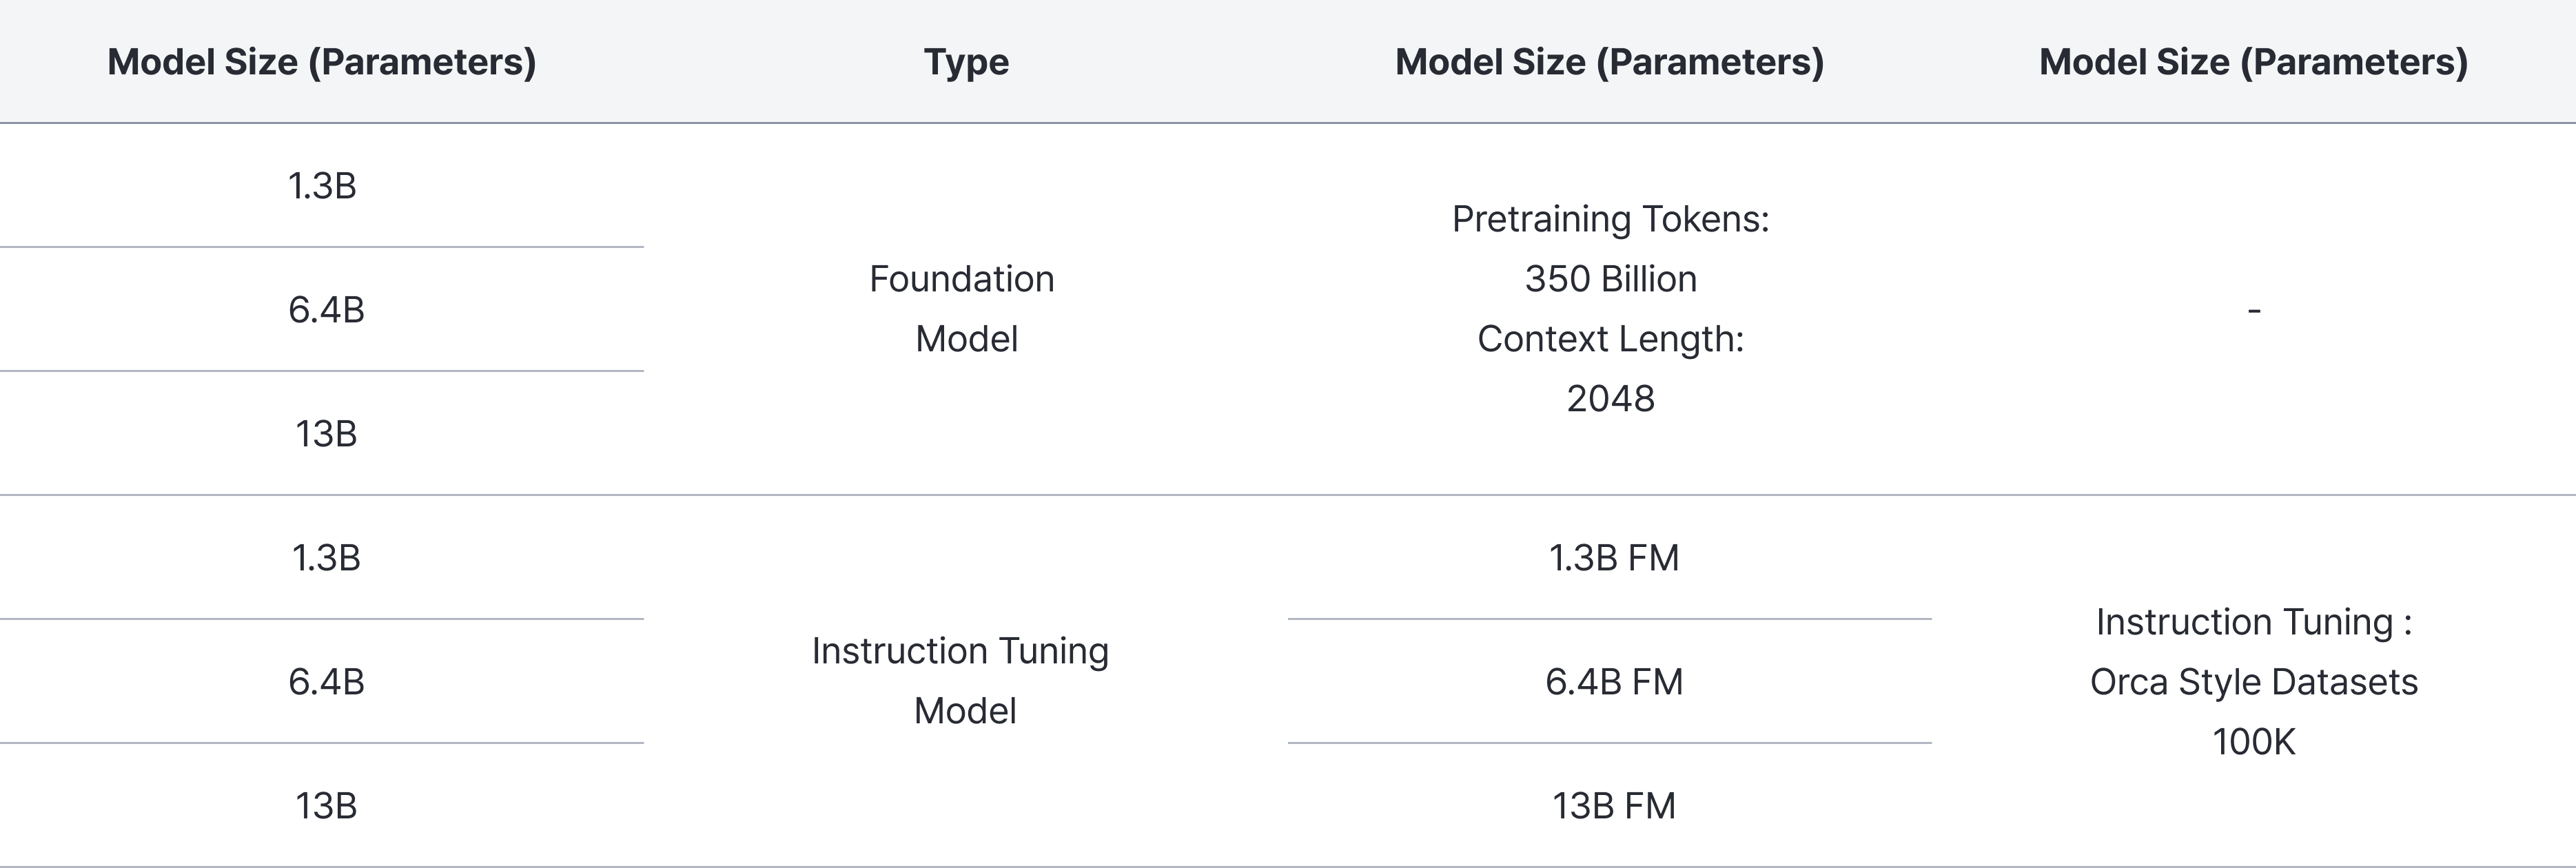 Model Size (Parameters) Type Model Size (Parameters) Model Size (Parameters)
1.3B
6.4B
13B
Foundation
Model
Pretraining Tokens:
350 Billion
Context Length:
2048
-
1.3B
6.4B
13B
Instruction Tuning
Model
1.3B FM
6.4B FM
13B FM
Instruction Tuning :
Orca Style Datasets
100K